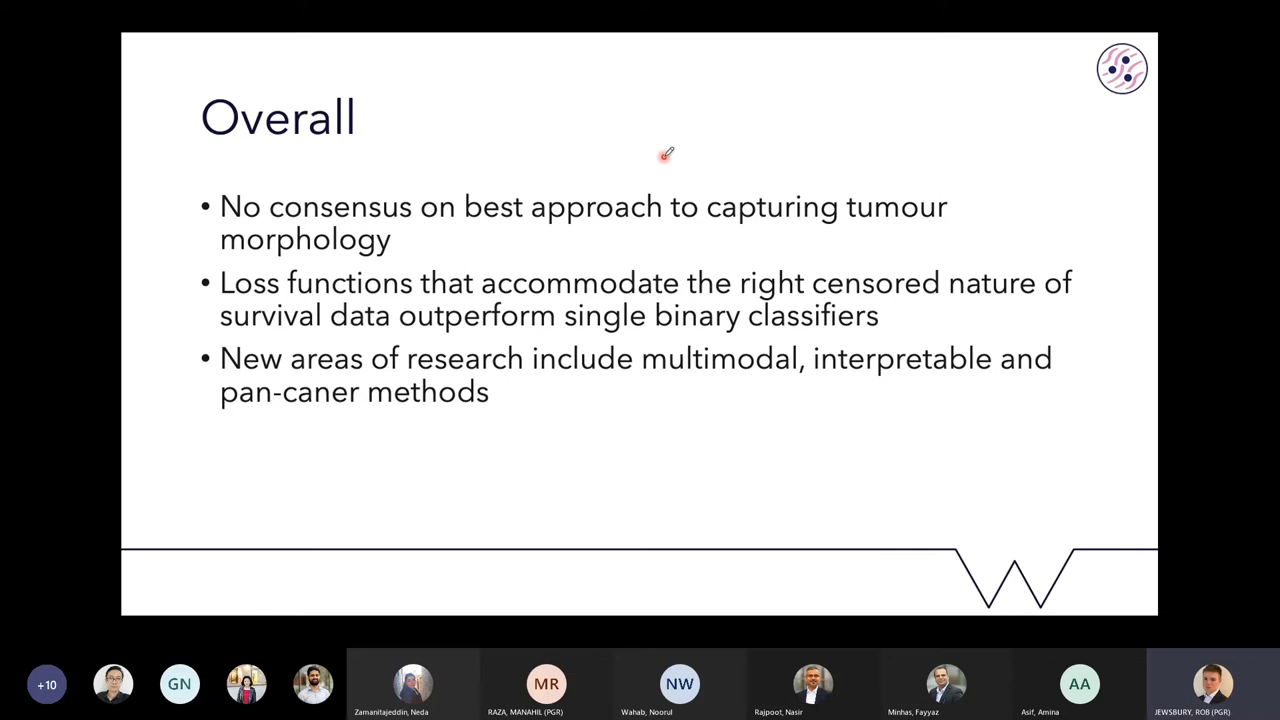 Overall
• No consensus on best approach to capturing tumour
morphology
• Loss functions that accommodate the right censored nature of
survival data outperform single binary classifiers
• New areas of research include multimodal, interpretable and
pan-caner methods
+10
GN
MR
NW
AA
Zamanitajeddin, Neda
RAZA, MANAHIL (PGR)
Wahab, Noorul
Rajpoot, Nasir
Minhas, Fayyaz
Asif, Amina
JEWSBURY, ROB (PGR)